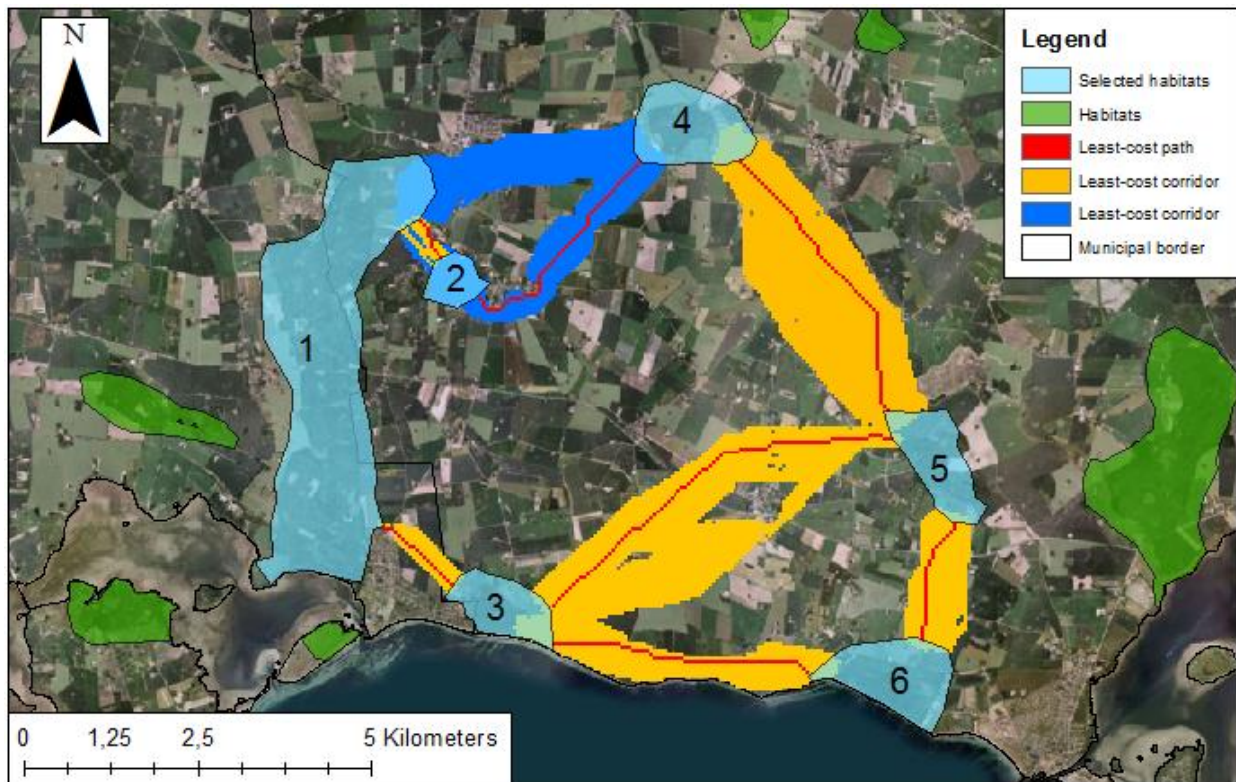 N
Legend
Selected habitats
Habitats
Least-cost path
Least-cost corridor
Least-cost corridor
Municipal border
4
2
1
5
3
6
0 1,25 2,5 5 Kilometers